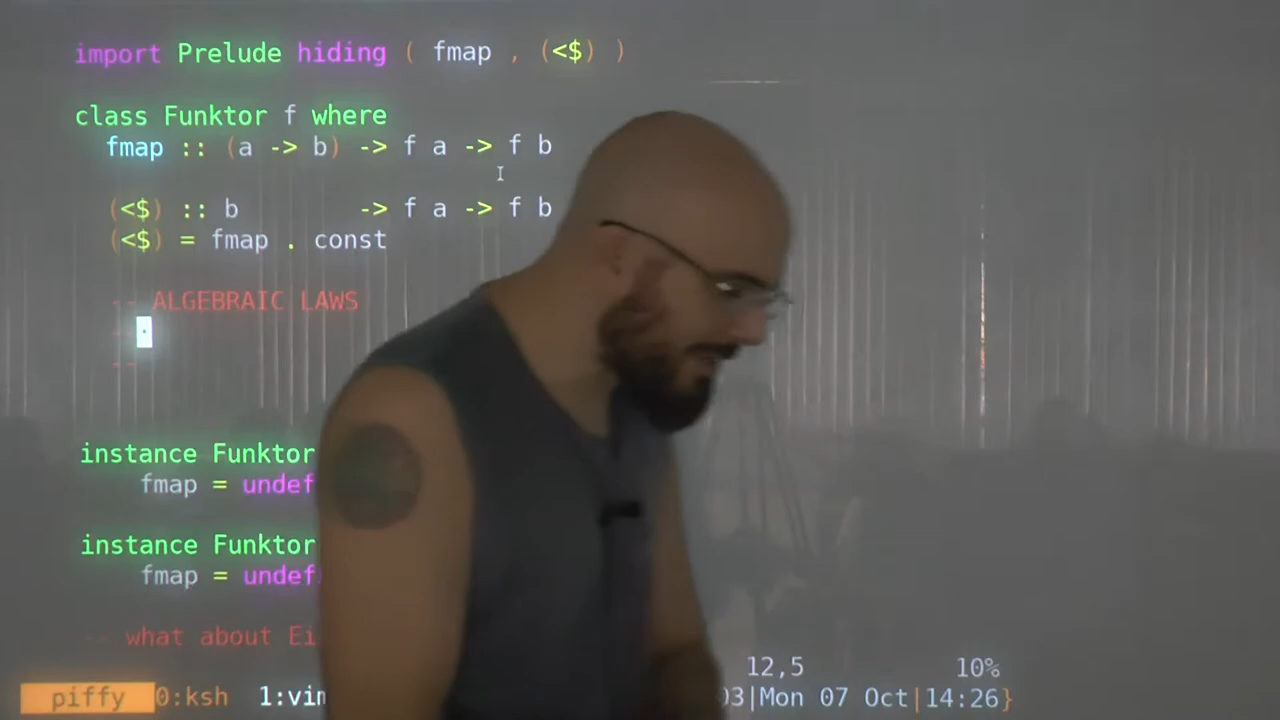 import Prelude hiding ( fmap , (<$) )
class Funktor f where
fmap :: (a -> b) -> f a -> f b
(<$) :: b -> f a -> f b
(<$) = fmap . const
-- ALGEBRAIC LAWS
--
instance Funktor
fmap = undef
instance Funktor
fmap = undef
-- what about Ei
12,5 10%
piffy 0:ksh 1:vim 03|Mon 07 Oct|14:26}